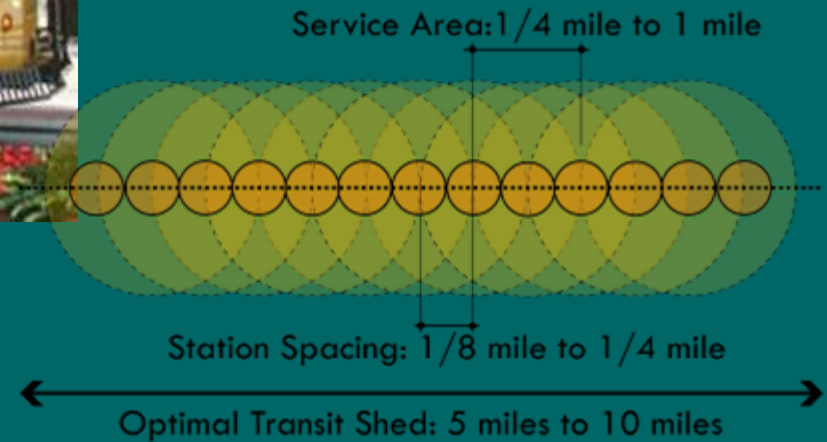 Service Area:1/4 mile to 1 mile
Station Spacing: 1/8 mile to 1/4 mile
Optimal Transit Shed: 5 miles to 10 miles